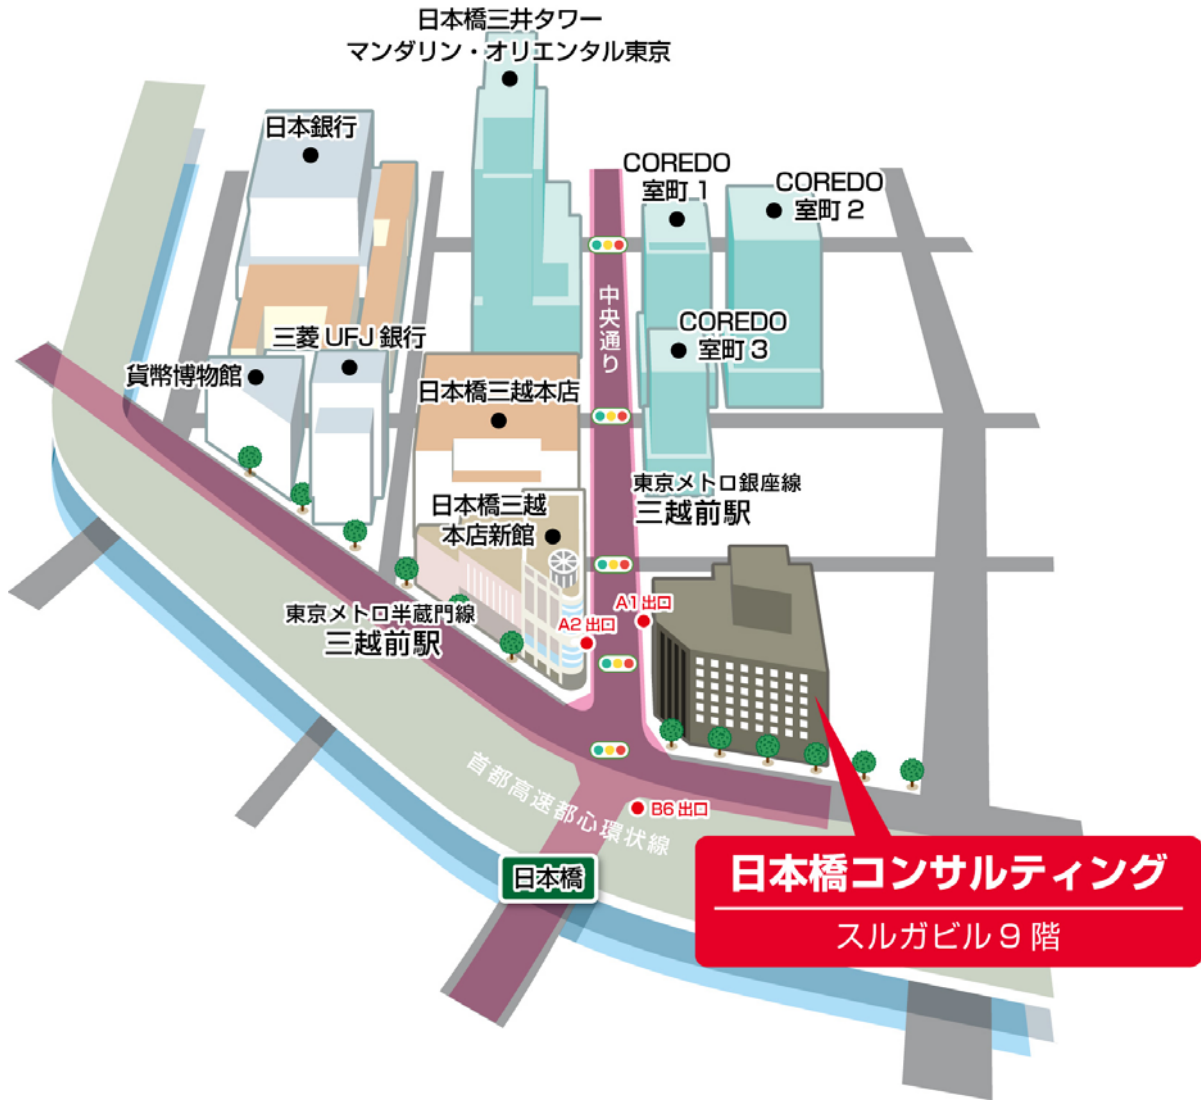 日本橋三井タワー
マンダリン・オリエンタル東京
日本銀行
COREDO
室町 1
COREDO
室町 2
中央通り
COREDO
室町 3
三菱 UFJ 銀行
貨幣博物館
日本橋三越本店
東京メトロ銀座線
三越前駅
日本橋三越
本店新館
A1 出口
A2 出口
東京メトロ半蔵門線
三越前駅
首都高速都心環状線
B6 出口
日本橋
日本橋コンサルティング
スルガビル 9 階